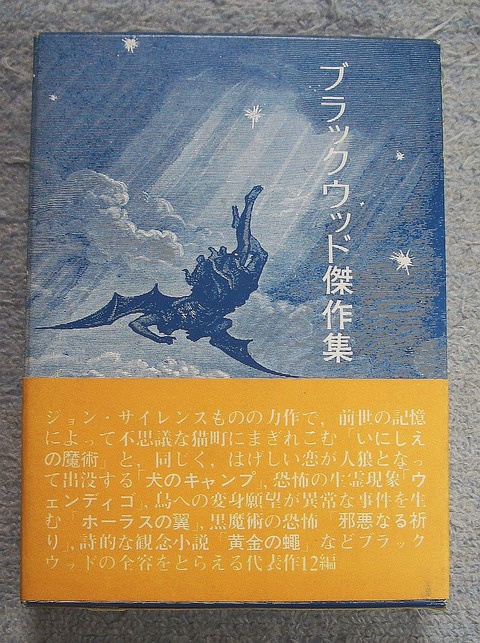 ブラックウッド傑作集
ジョン・サイレンスものの力作で，前世の記憶
によって不思議な猫町にまぎれこむ「いにしえ
の魔術」と，同じく，はげしい恋が人狼となっ
て出没する「犬のキャンプ」，恐怖の生霊現象「ウ
ェンディゴ」，鳥への変身願望が異常な事件を生
む「ホーラスの翼」，黒魔術の恐怖「邪悪なる祈
り」，詩的な観念小説「黄金の蠅」などブラック
ウッドの全容をとらえる代表作12編